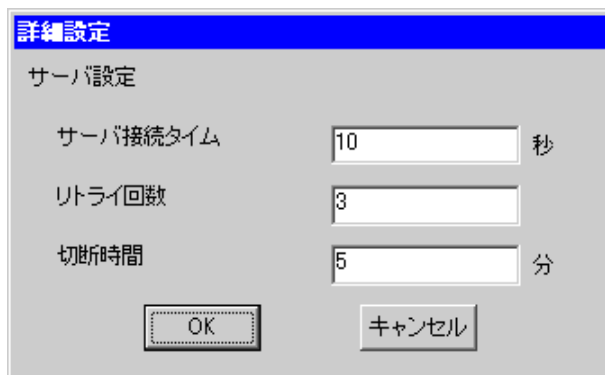 詳細設定
サーバ設定
サーバ接続タイム 10 秒
リトライ回数 3
切断時間 5 分
OK キャンセル